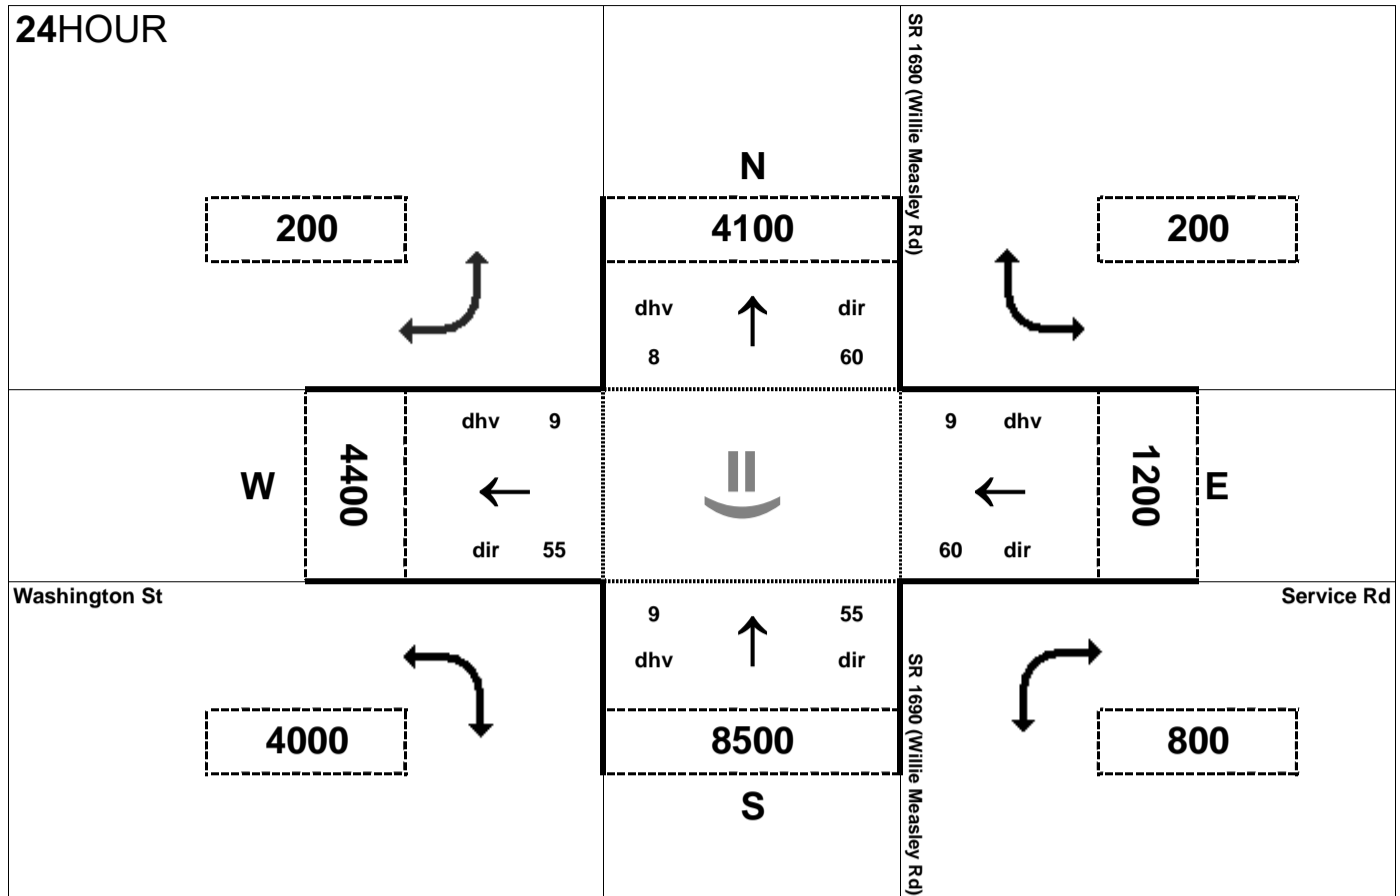 24HOUR
SR 1690 (Willie Measley Rd)
N
200
4100
200
dhv
dir
8
60
dhv 9
9 dhv
W
4400
1200
E
dir 55
60 dir
Washington St
Service Rd
9
55
dhv
dir
SR 1690 (Willie Measley Rd)
4000
8500
800
S